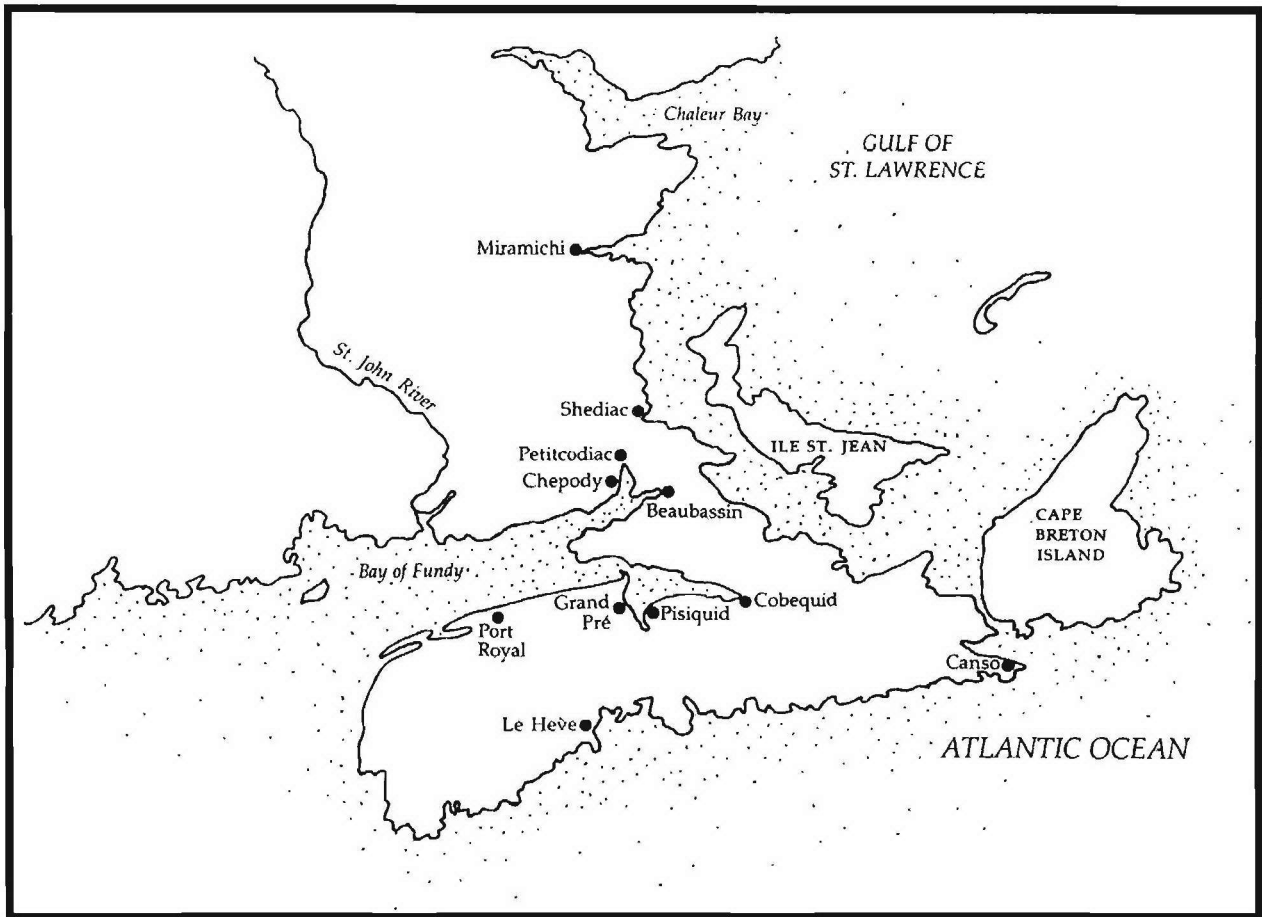 Chaleur Bay
GULF OF
ST. LAWRENCE
Miramichi
St. John River
Shediac
ILE ST. JEAN
Petitcodiac
Chepody
Beaubassin
CAPE
BRETON
ISLAND
Bay of Fundy
Grand
Pré
Pisiquid
Cobequid
Port
Royal
Canso
Le Hève
ATLANTIC OCEAN